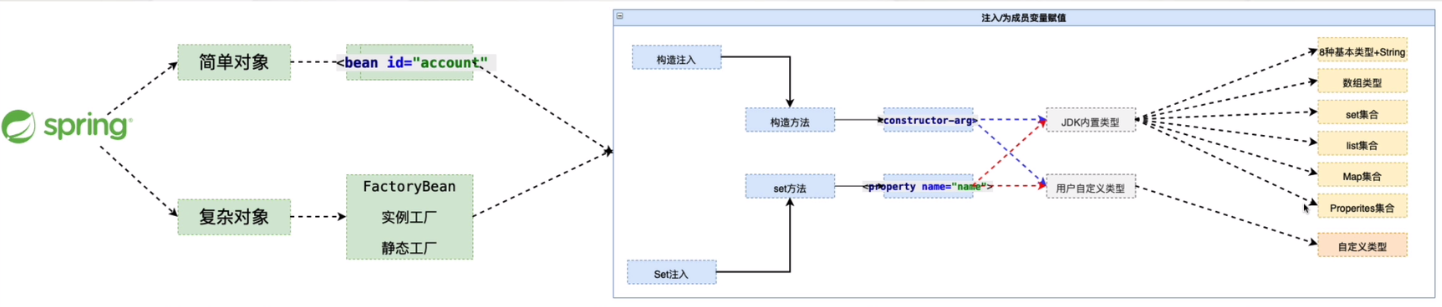 注入/为成员变量赋值
spring
简单对象
<bean id="account"
复杂对象
FactoryBean
实例工厂
静态工厂
构造注入
构造方法
<constructor-arg>
JDK内置类型
set方法
<property name="name">
用户自定义类型
Set注入
8种基本类型+String
数组类型
set集合
list集合
Map集合
Properites集合
自定义类型